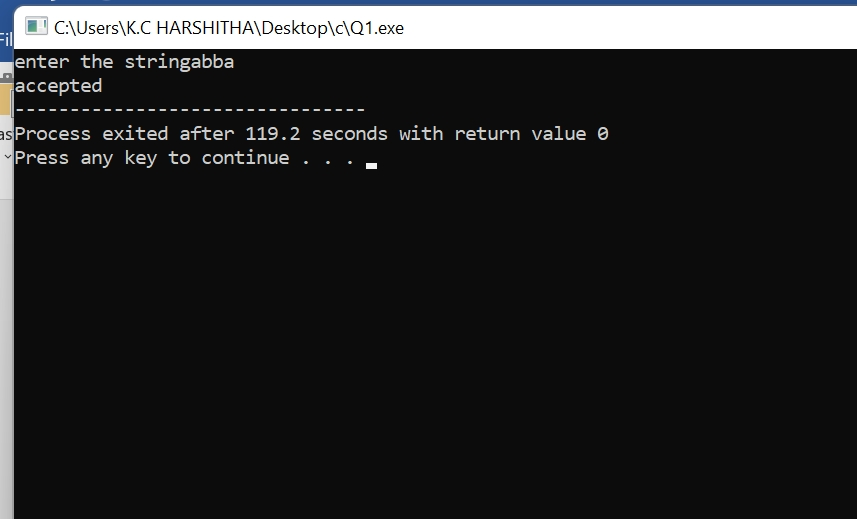 C:\Users\K.C HARSHITHA\Desktop\c\Q1.exe
enter the stringabba
accepted
--------------------------------
Process exited after 119.2 seconds with return value 0
Press any key to continue . . .